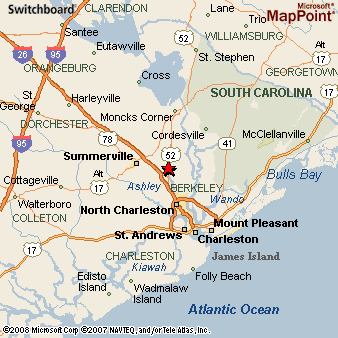 Switchboard
Microsoft®
MapPoint®
CLARENDON
Lane
Trio
Santee
Eutawville
WILLIAMSBURG
26
95
52
Alt
ORANGEBURG
St. Stephen
GEORGETOWN
Cross
17
St.
George
Harleyville
SOUTH CAROLINA
DORCHESTER
Moncks Corner
Cordesville
McClellanville
78
41
95
52
Summerville
Bulls Bay
Cottageville
Ashley
BERKELEY
Wando
Walterboro
North Charleston
COLLETON
Mount Pleasant
St. Andrews
Charleston
CHARLESTON
James Island
Kiawah
Edisto
Island
Folly Beach
Wadmalaw
Island
Atlantic Ocean
©2008 Microsoft Corp ©2007 NAVTEQ, and/or Tele Atlas, Inc.